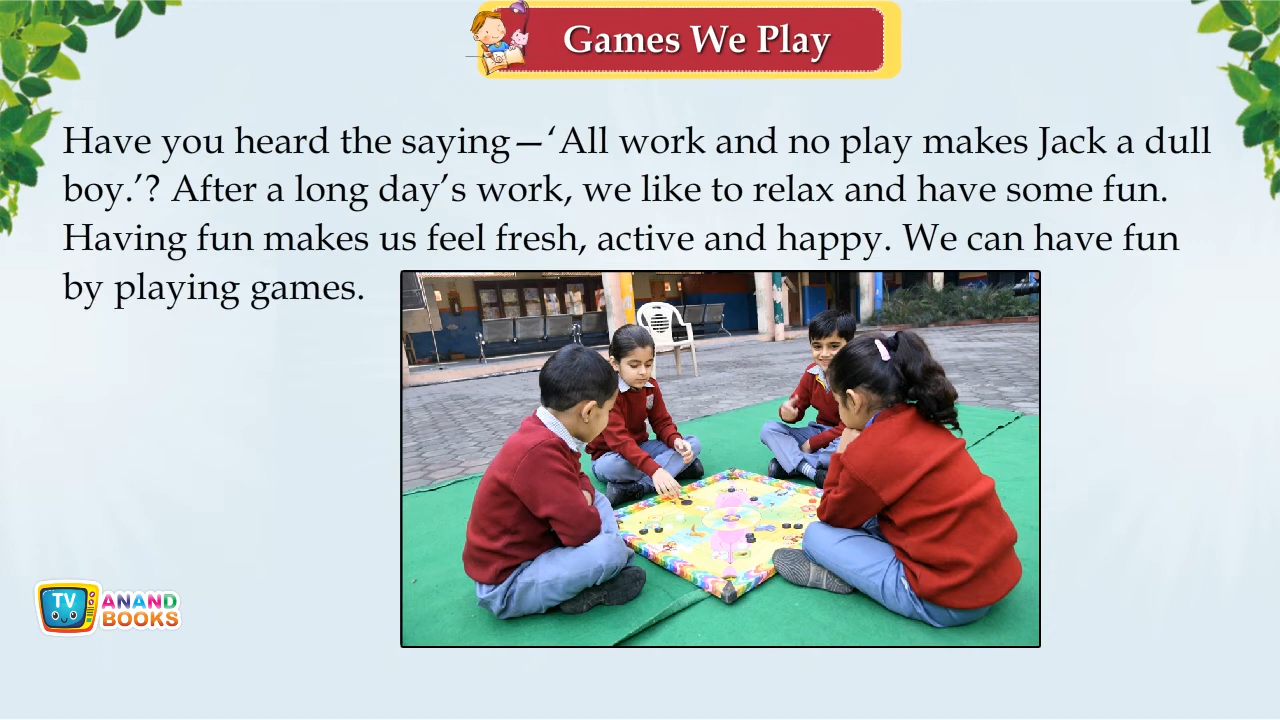 Games We Play
Have you heard the saying—‘All work and no play makes Jack a dull
boy.’? After a long day’s work, we like to relax and have some fun.
Having fun makes us feel fresh, active and happy. We can have fun
by playing games.
TV
ANAND
BOOKS